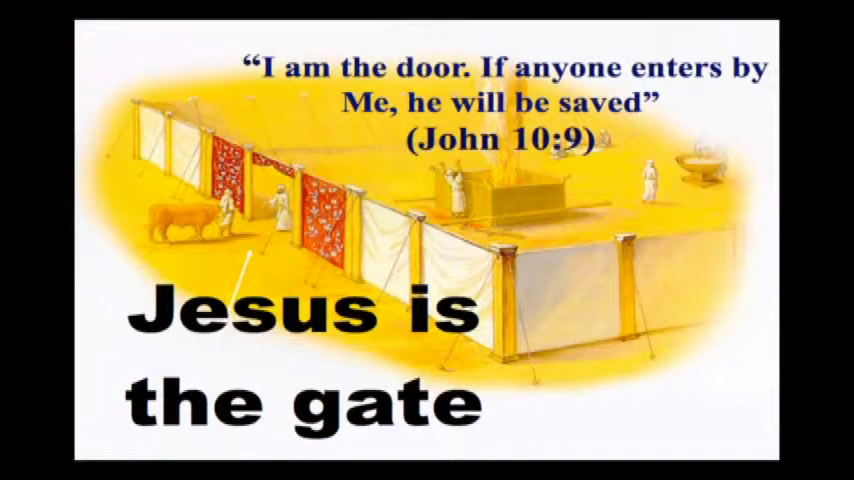 “I am the door. If anyone enters by
Me, he will be saved”
(John 10:9)
Jesus is
the gate